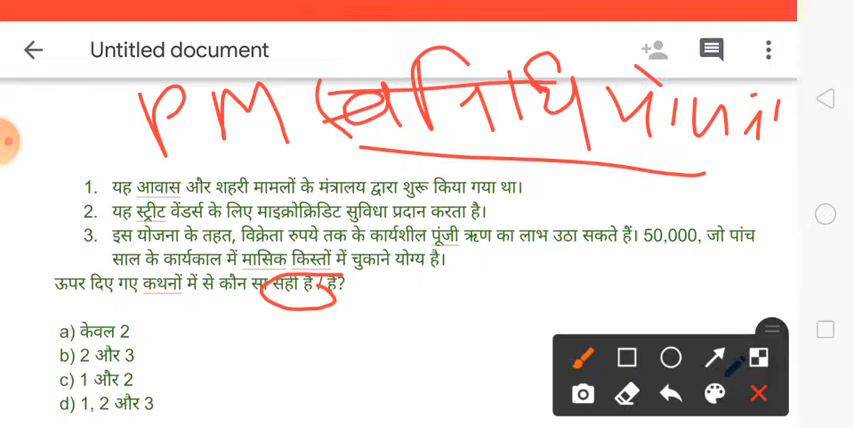 Untitled document
PM स्वनिधि योजना
1. यह आवास और शहरी मामलों के मंत्रालय द्वारा शुरू किया गया था।
2. यह स्ट्रीट वेंडर्स के लिए माइक्रोक्रिडिट सुविधा प्रदान करता है।
3. इस योजना के तहत, विक्रेता रुपये तक के कार्यशील पूंजी ऋण का लाभ उठा सकते हैं। 50,000, जो पांच
साल के कार्यकाल में मासिक किस्तों में चुकाने योग्य है।
ऊपर दिए गए कथनों में से कौन सा सही है / हैं?
a) केवल 2
b) 2 और 3
c) 1 और 2
d) 1, 2 और 3